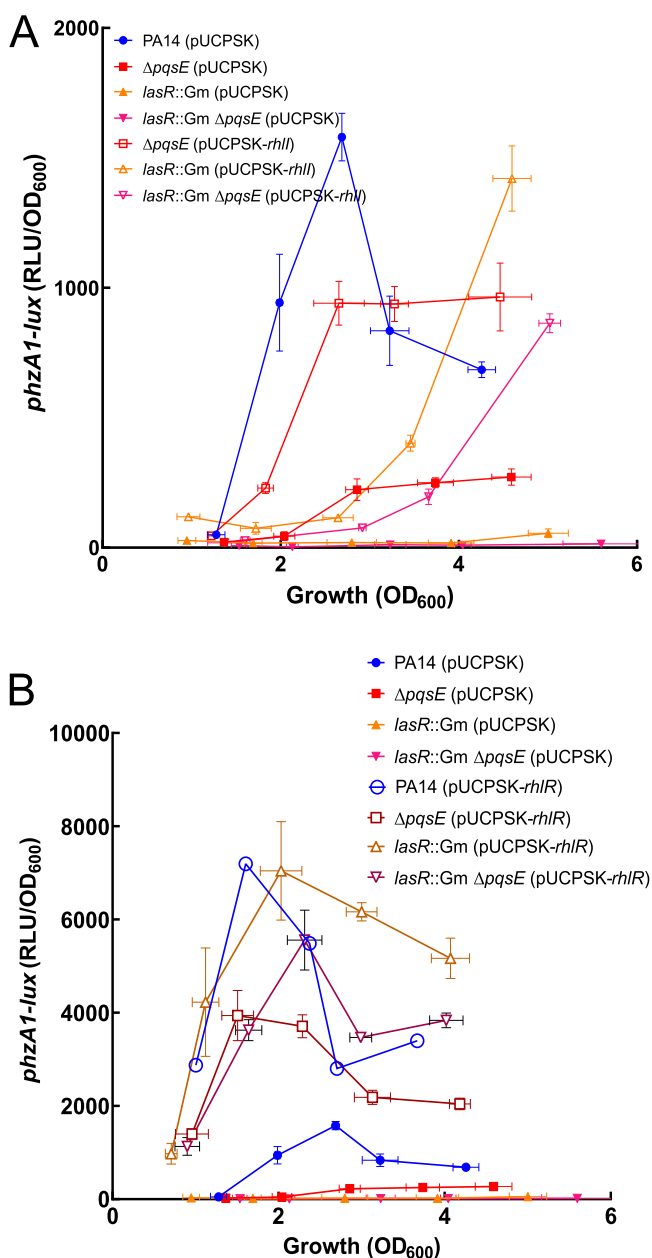 A
2000
PA14 (pUCPSK)
ΔpqsE (pUCPSK)
lasR::Gm (pUCPSK)
lasR::Gm ΔpqsE (pUCPSK)
ΔpqsE (pUCPSK-rhlI)
lasR::Gm (pUCPSK-rhlI)
lasR::Gm ΔpqsE (pUCPSK-rhlI)
phzA1-lux (RLU/OD600)
1000
0
0 2 4 6
Growth (OD600)
B
PA14 (pUCPSK)
ΔpqsE (pUCPSK)
lasR::Gm (pUCPSK)
lasR::Gm ΔpqsE (pUCPSK)
PA14 (pUCPSK-rhlR)
ΔpqsE (pUCPSK-rhlR)
lasR::Gm (pUCPSK-rhlR)
lasR::Gm ΔpqsE (pUCPSK-rhlR)
phzA1-lux (RLU/OD600)
10000
8000
6000
4000
2000
0
0 2 4 6
Growth (OD600)